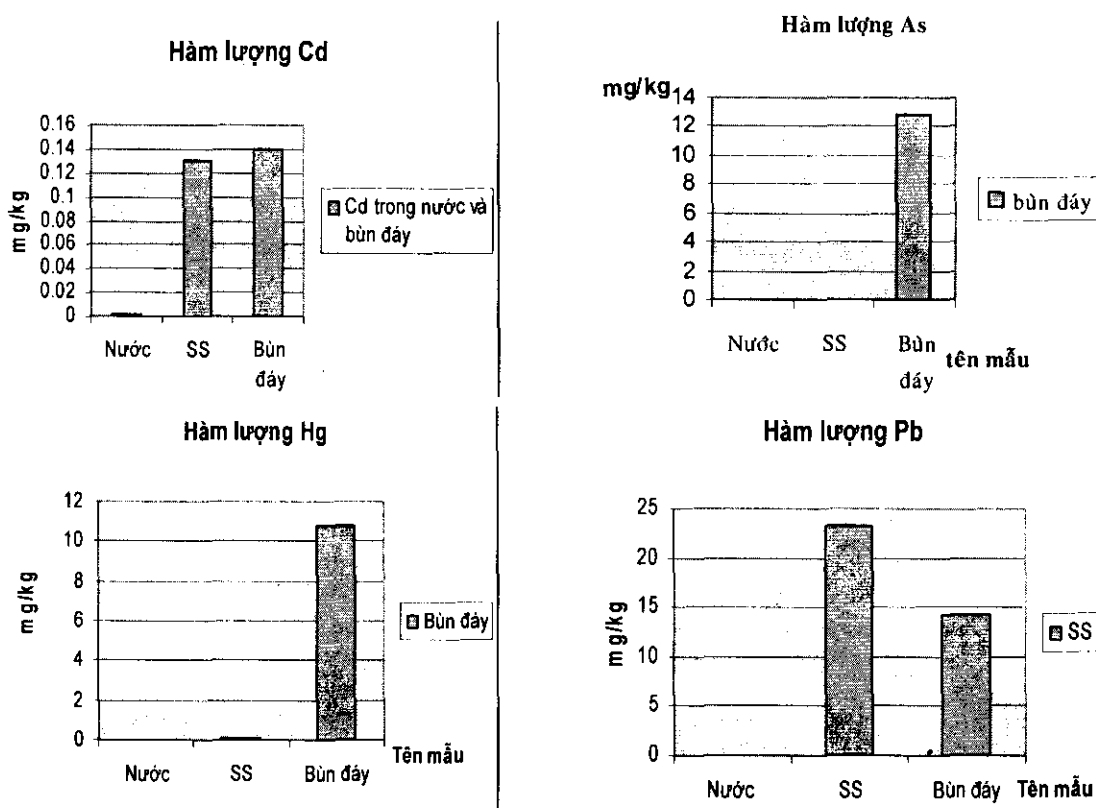 Hàm lượng Cd
mg/kg
0.16
0.14
0.12
0.1
0.08
0.06
0.04
0.02
0
Nước SS Bùn
đáy
Cd trong nước và
bùn đáy
Hàm lượng As
mg/kg
14
12
10
8
6
4
2
0
Nước SS Bùn
đáy
tên mẫu
bùn đáy
Hàm lượng Hg
mg/kg
12
10
8
6
4
2
0
Nước SS Bùn đáy
Tên mẫu
Bùn đáy
Hàm lượng Pb
mg/kg
25
20
15
10
5
0
Nước SS Bùn đáy Tên mẫu
SS